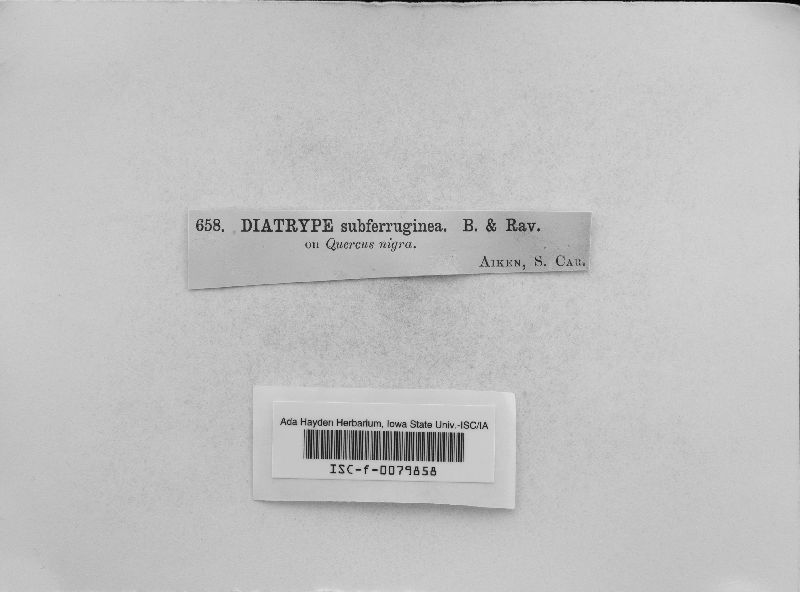 658. DIATRYPE subferruginea. B. & Rav.
on Quercus nigra.
AIKEN, S. CAR.
Ada Hayden Herbarium, Iowa State Univ.-ISC/IA
ISC-f-0079858